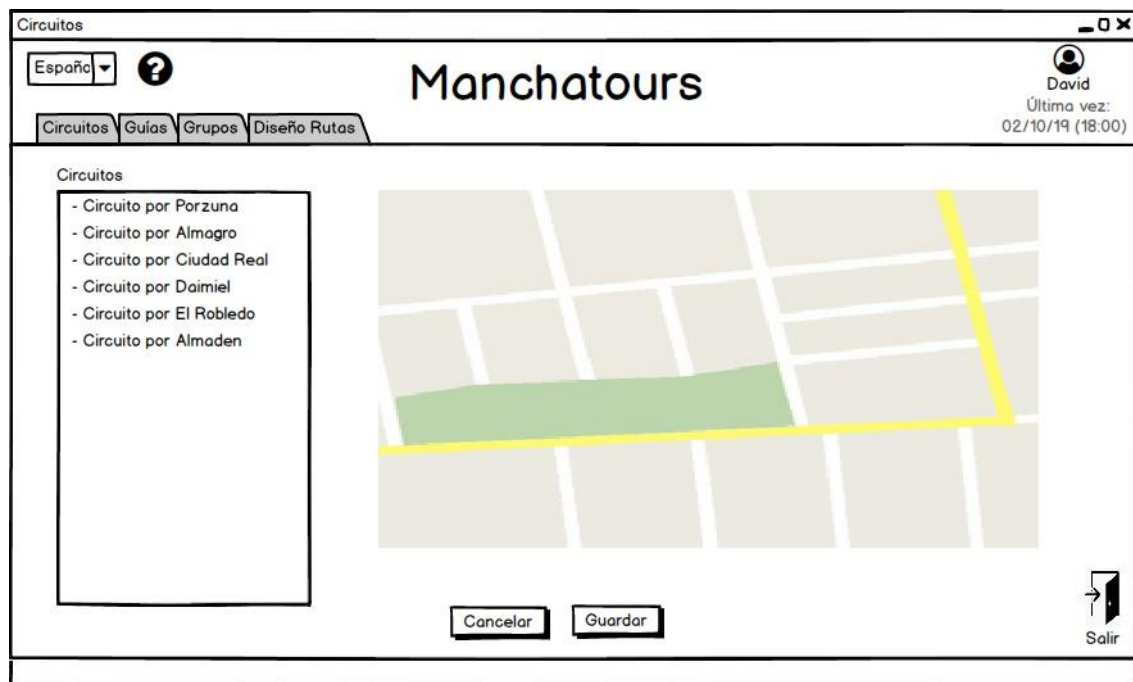 Circuitos
Españo
?
Manchatours
David
Última vez:
02/10/19 (18:00)
Circuitos Guías Grupos Diseño Rutas
Circuitos
- Circuito por Porzuna
- Circuito por Almagro
- Circuito por Ciudad Real
- Circuito por Daimiel
- Circuito por El Robledo
- Circuito por Almaden
Cancelar Guardar
Salir